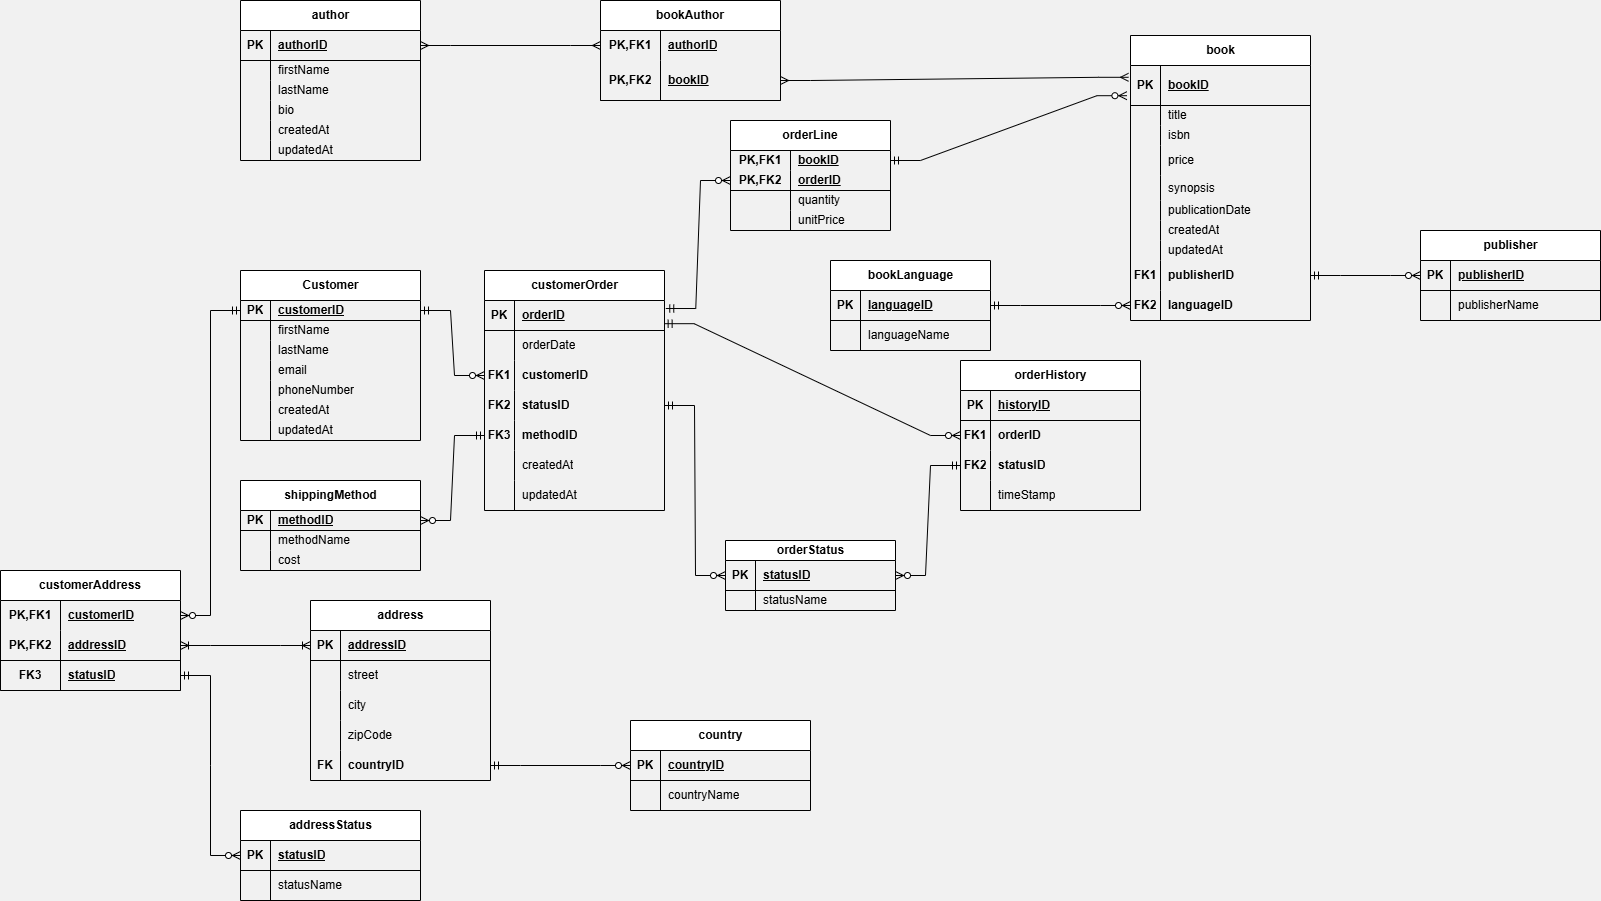 author
PK authorID
firstName
lastName
bio
createdAt
updatedAt
bookAuthor
PK,FK1 authorID
PK,FK2 bookID
book
PK bookID
title
isbn
price
synopsis
publicationDate
createdAt
updatedAt
FK1 publisherID
FK2 languageID
orderLine
PK,FK1 bookID
PK,FK2 orderID
quantity
unitPrice
publisher
PK publisherID
publisherName
bookLanguage
PK languageID
languageName
Customer
PK customerID
firstName
lastName
email
phoneNumber
createdAt
updatedAt
customerOrder
PK orderID
orderDate
FK1 customerID
FK2 statusID
FK3 methodID
createdAt
updatedAt
orderHistory
PK historyID
FK1 orderID
FK2 statusID
timeStamp
shippingMethod
PK methodID
methodName
cost
orderStatus
PK statusID
statusName
customerAddress
PK,FK1 customerID
PK,FK2 addressID
FK3 statusID
address
PK addressID
street
city
zipCode
FK countryID
country
PK countryID
countryName
addressStatus
PK statusID
statusName